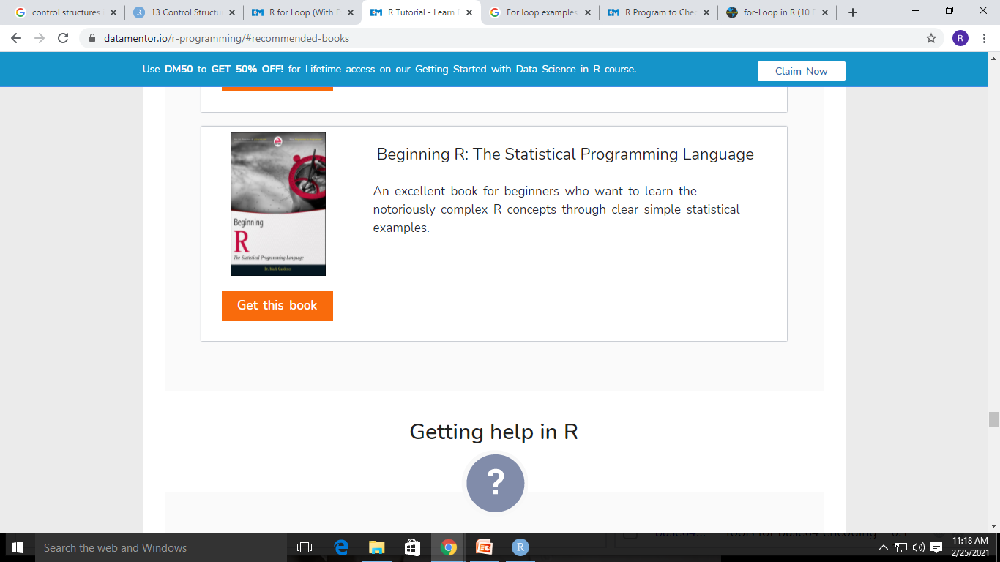 control structures
13 Control Structu
R for Loop (With E
R Tutorial - Learn
For loop examples
R Program to Chec
for-Loop in R (10 E
datamentor.io/r-programming/#recommended-books
R
Use DM50 to GET 50% OFF! for Lifetime access on our Getting Started with Data Science in R course.
Claim Now
Beginning R: The Statistical Programming Language
An excellent book for beginners who want to learn the
notoriously complex R concepts through clear simple statistical
examples.
Beginning
R
The Statistical Programming Language
Dr. Mark Gardener
Get this book
Getting help in R
?
Search the web and Windows
R
11:18 AM
2/25/2021